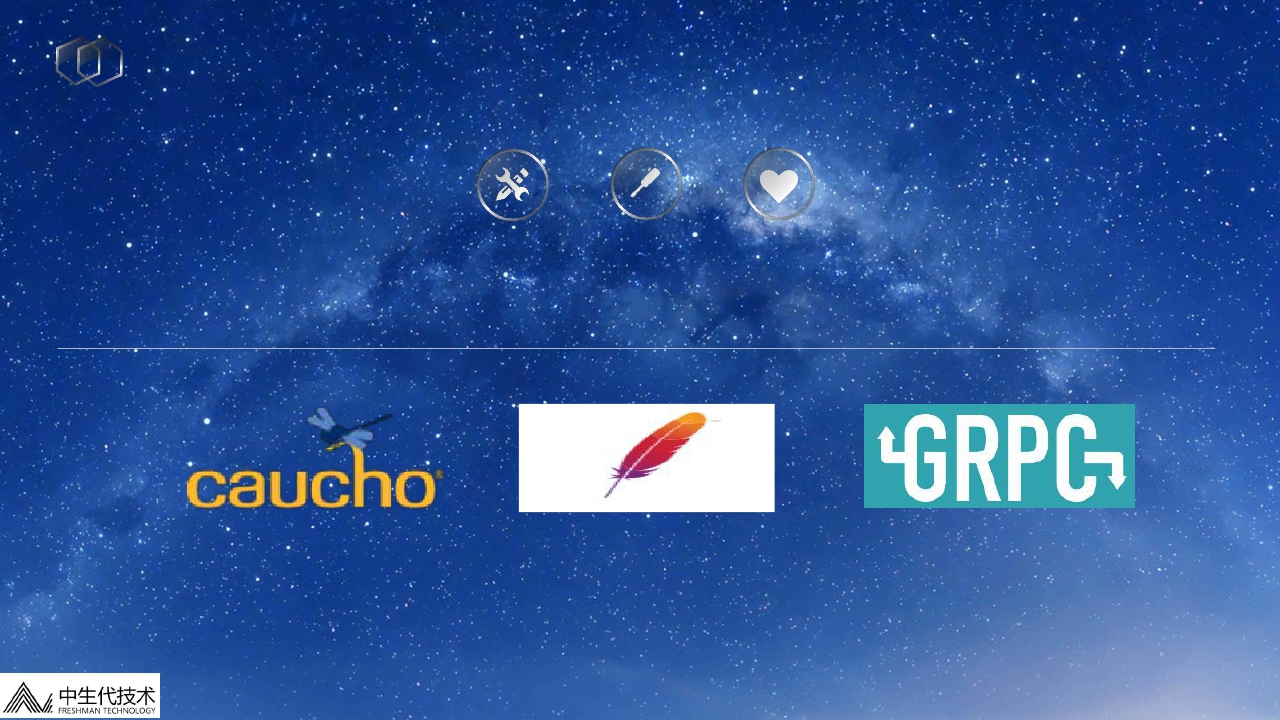 caucho
GRPC
中生代技术
FRESHMAN TECHNOLOGY